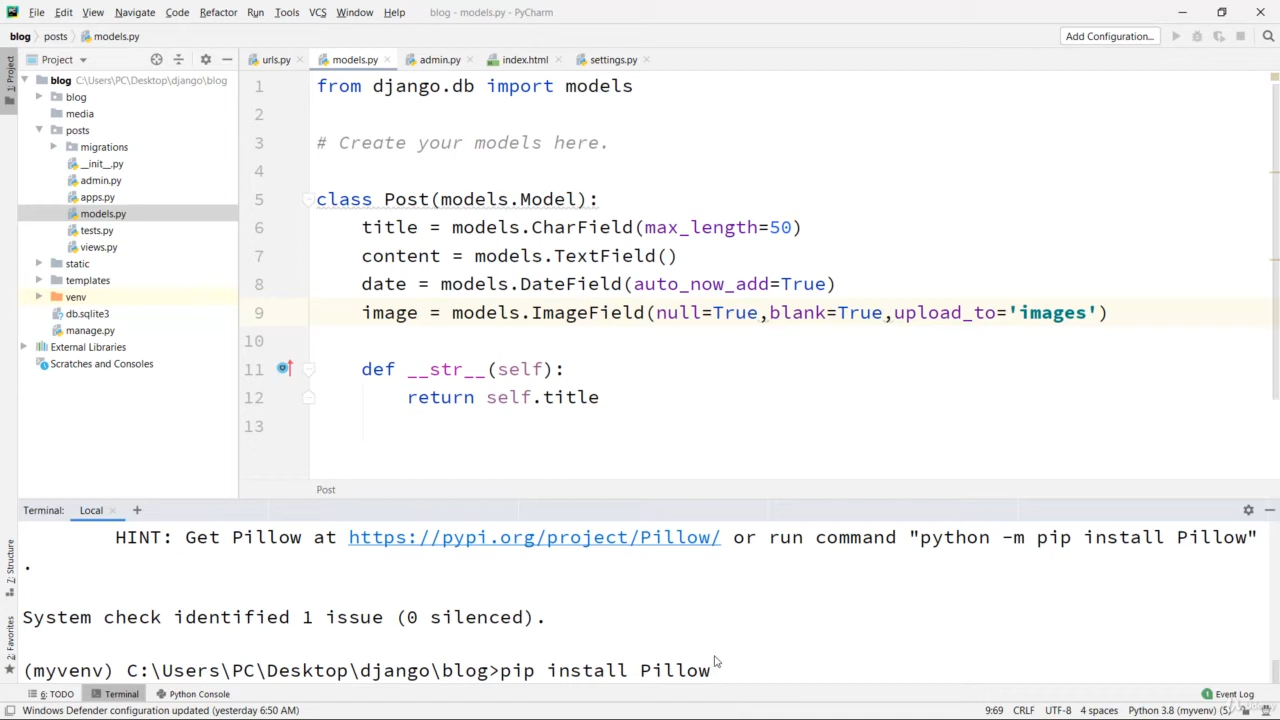 File Edit View Navigate Code Refactor Run Tools VCS Window Help blog - models.py - PyCharm
blog posts models.py Add Configuration...
1: Project
Project urls.py models.py admin.py index.html settings.py
blog C:\Users\PC\Desktop\django\blog
blog
media
posts
migrations
__init__.py
admin.py
apps.py
models.py
tests.py
views.py
static
templates
venv
db.sqlite3
manage.py
External Libraries
Scratches and Consoles
1 from django.db import models
2
3 # Create your models here.
4
5 class Post(models.Model):
6 title = models.CharField(max_length=50)
7 content = models.TextField()
8 date = models.DateField(auto_now_add=True)
9 image = models.ImageField(null=True,blank=True,upload_to='images')
10
11 def __str__(self):
12 return self.title
13
Post
Terminal: Local
HINT: Get Pillow at https://pypi.org/project/Pillow/ or run command "python -m pip install Pillow"
.
System check identified 1 issue (0 silenced).
(myvenv) C:\Users\PC\Desktop\django\blog>pip install Pillow
7: Structure
2: Favorites
6: TODO Terminal Python Console 1 Event Log
Windows Defender configuration updated (yesterday 6:50 AM) 9:69 CRLF UTF-8 4 spaces Python 3.8 (myvenv) (5)